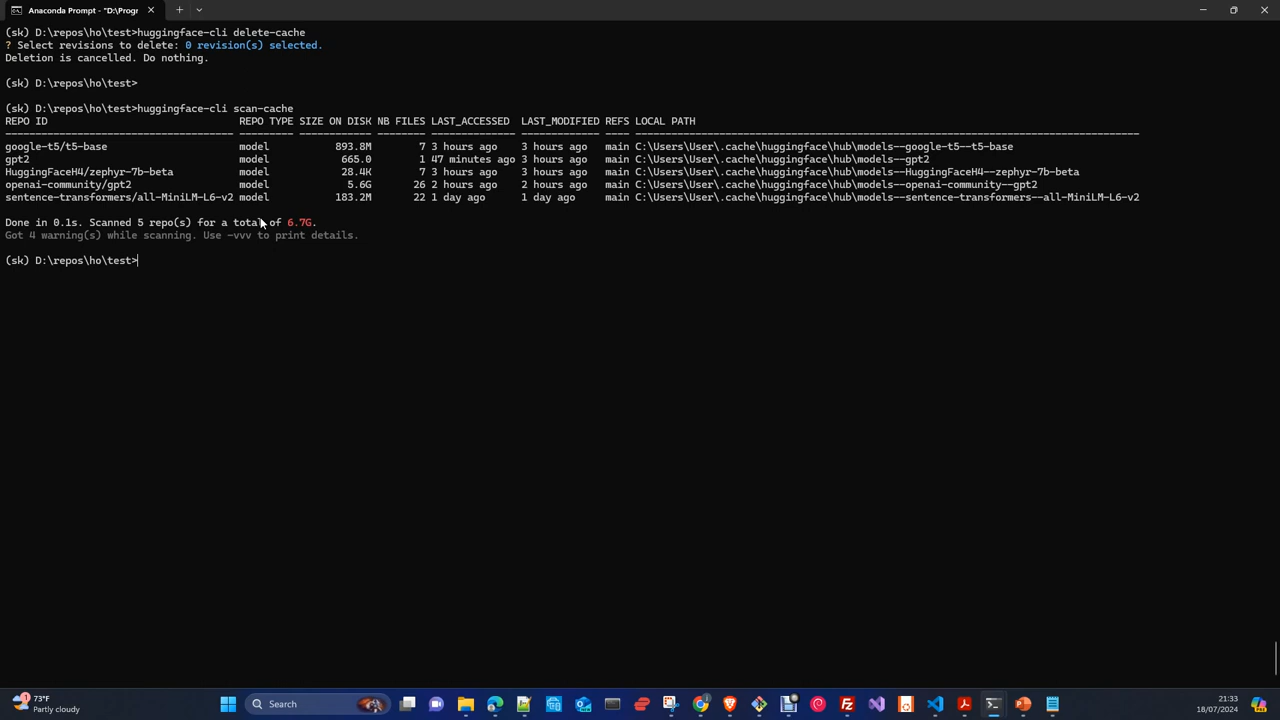 Anaconda Prompt - "D:\Progr
(sk) D:\repos\ho\test>huggingface-cli delete-cache
? Select revisions to delete: 0 revision(s) selected.
Deletion is cancelled. Do nothing.
(sk) D:\repos\ho\test>
(sk) D:\repos\ho\test>huggingface-cli scan-cache
REPO ID REPO TYPE SIZE ON DISK NB FILES LAST_ACCESSED LAST_MODIFIED REFS LOCAL PATH
google-t5/t5-base model 893.8M 7 3 hours ago 3 hours ago main C:\Users\User\.cache\huggingface\hub\models--google-t5--t5-base
gpt2 model 665.0 1 47 minutes ago 3 hours ago main C:\Users\User\.cache\huggingface\hub\models--gpt2
HuggingFaceH4/zephyr-7b-beta model 28.4K 7 3 hours ago 3 hours ago main C:\Users\User\.cache\huggingface\hub\models--HuggingFaceH4--zephyr-7b-beta
openai-community/gpt2 model 5.6G 26 2 hours ago 2 hours ago main C:\Users\User\.cache\huggingface\hub\models--openai-community--gpt2
sentence-transformers/all-MiniLM-L6-v2 model 183.2M 22 1 day ago 1 day ago main C:\Users\User\.cache\huggingface\hub\models--sentence-transformers--all-MiniLM-L6-v2
Done in 0.1s. Scanned 5 repo(s) for a total of 6.7G.
Got 4 warning(s) while scanning. Use -vvv to print details.
(sk) D:\repos\ho\test>
1
73°F
Partly cloudy
Search
21:33
18/07/2024